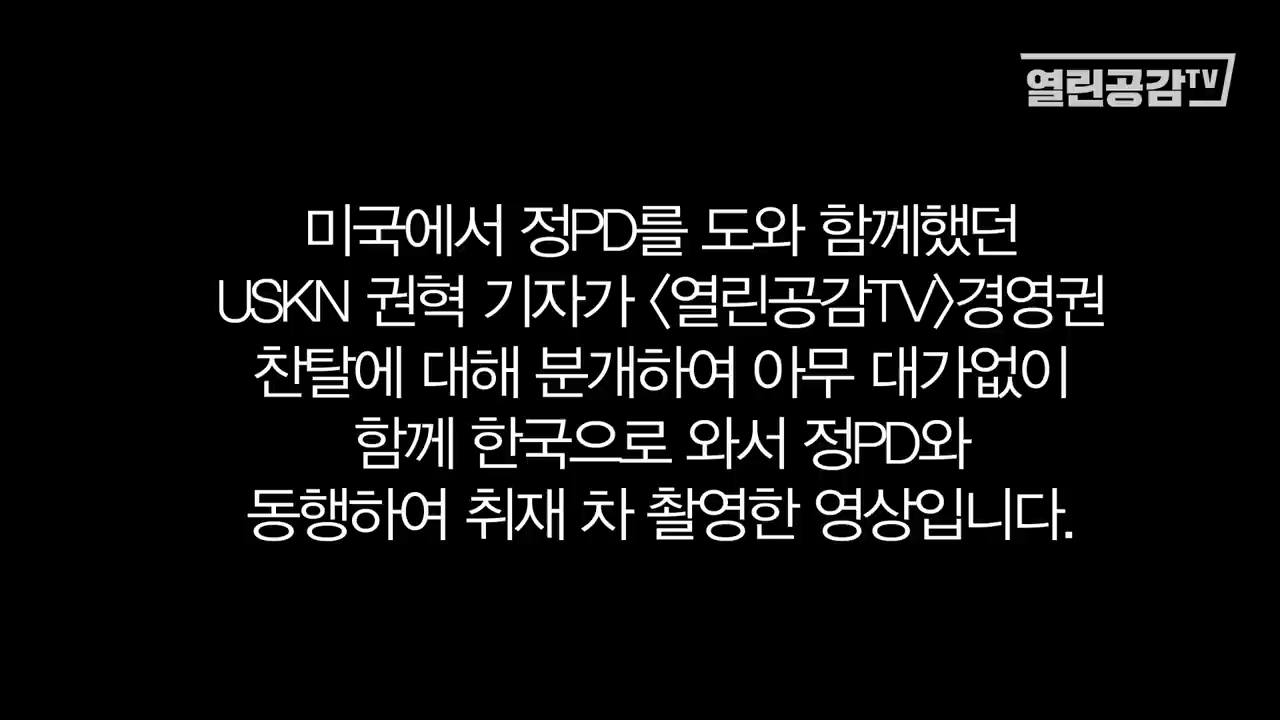 열린공감TV
미국에서 정PD를 도와 함께했던
USKN 권혁 기자가 <열린공감TV>경영권
찬탈에 대해 분개하여 아무 대가없이
함께 한국으로 와서 정PD와
동행하여 취재 차 촬영한 영상입니다.